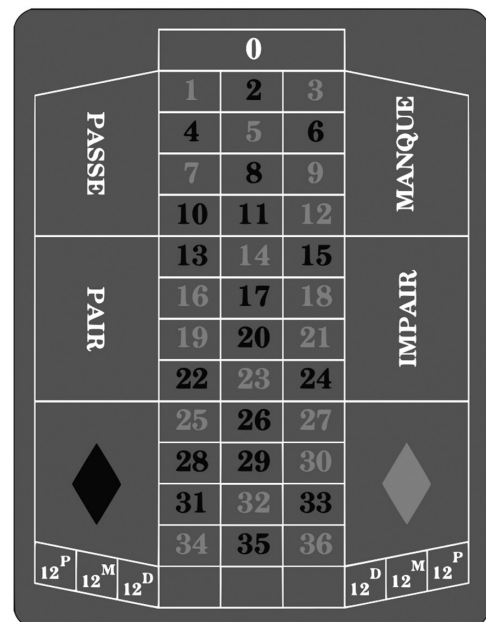 0
1 2 3
4 5 6
7 8 9
10 11 12
13 14 15
16 17 18
19 20 21
22 23 24
25 26 27
28 29 30
31 32 33
34 35 36
PASSE
PAIR
MANQUE
IMPAIR
12P 12M 12D
12D 12M 12P